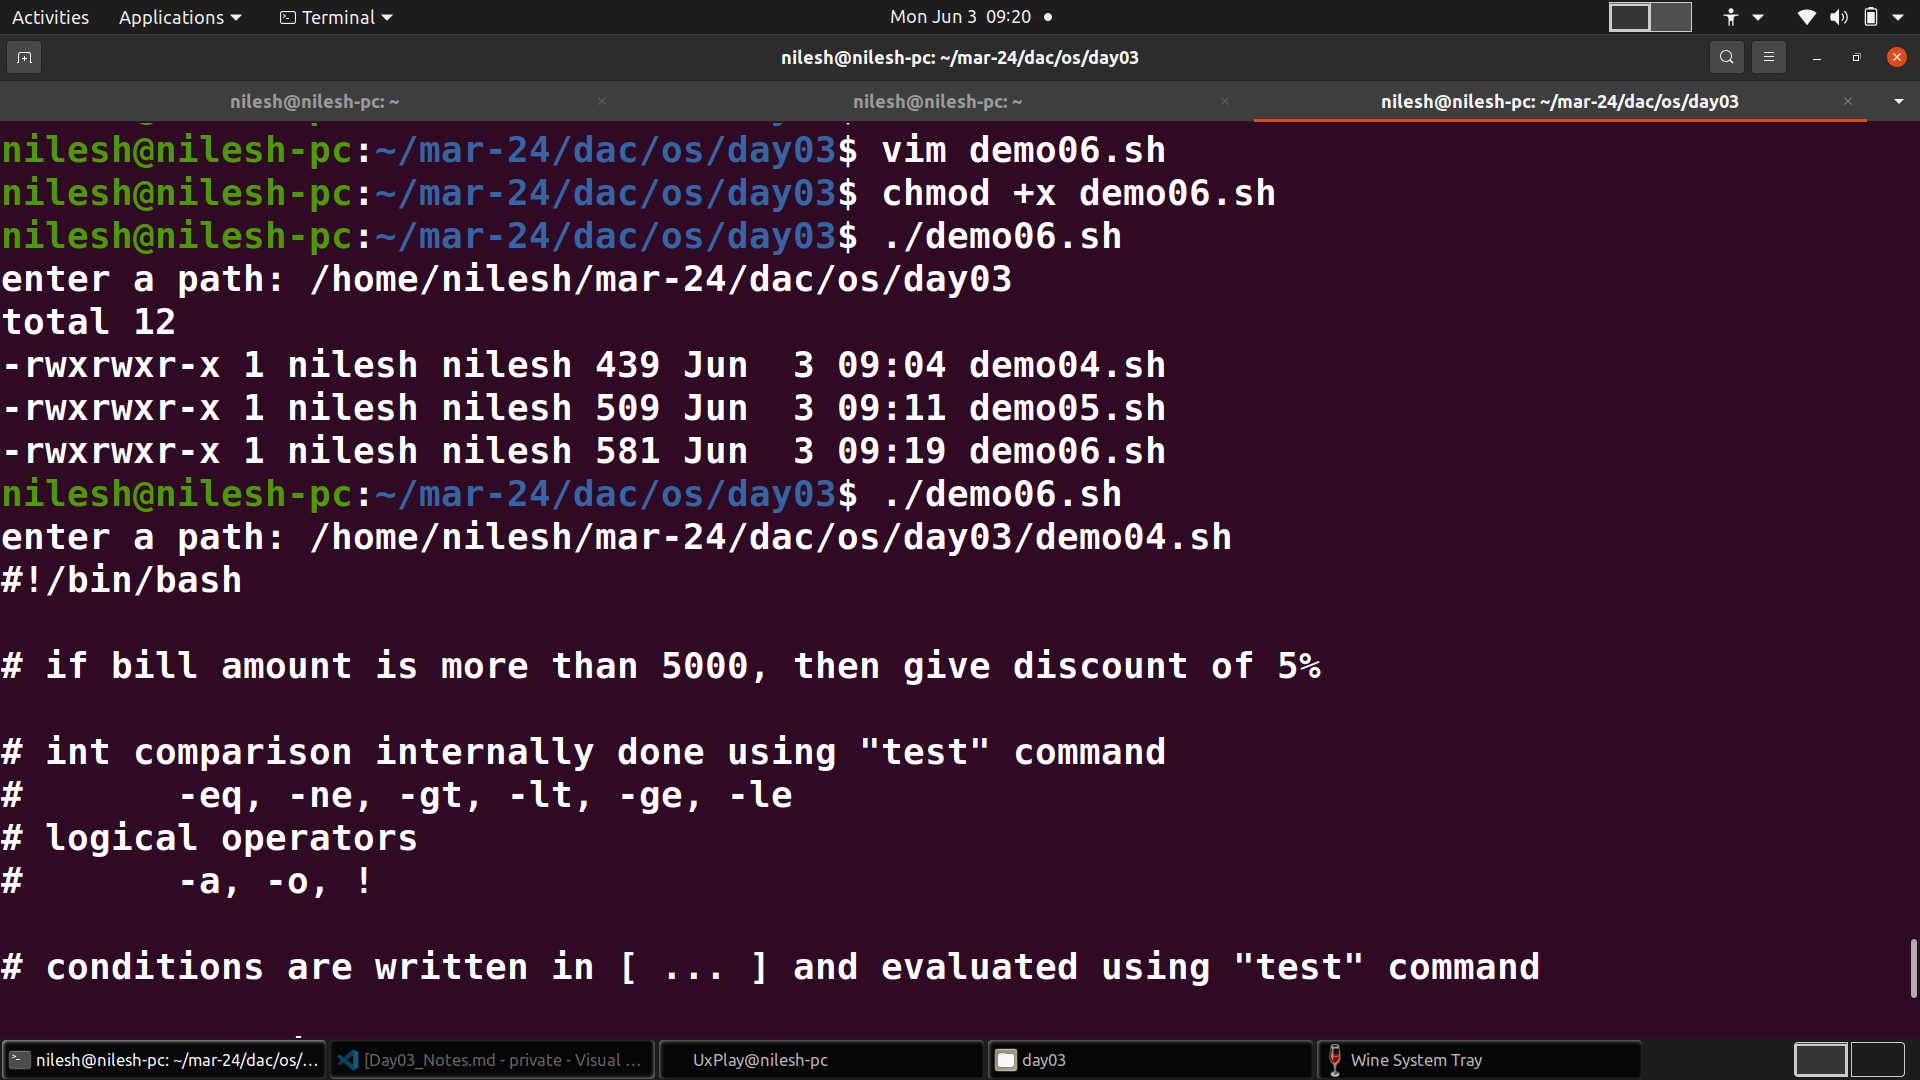 Activities Applications Terminal Mon Jun 3 09:20
nilesh@nilesh-pc: ~/mar-24/dac/os/day03
nilesh@nilesh-pc: ~ nilesh@nilesh-pc: ~ nilesh@nilesh-pc: ~/mar-24/dac/os/day03
nilesh@nilesh-pc:~/mar-24/dac/os/day03$ vim demo06.sh
nilesh@nilesh-pc:~/mar-24/dac/os/day03$ chmod +x demo06.sh
nilesh@nilesh-pc:~/mar-24/dac/os/day03$ ./demo06.sh
enter a path: /home/nilesh/mar-24/dac/os/day03
total 12
-rwxrwxr-x 1 nilesh nilesh 439 Jun  3 09:04 demo04.sh
-rwxrwxr-x 1 nilesh nilesh 509 Jun  3 09:11 demo05.sh
-rwxrwxr-x 1 nilesh nilesh 581 Jun  3 09:19 demo06.sh
nilesh@nilesh-pc:~/mar-24/dac/os/day03$ ./demo06.sh
enter a path: /home/nilesh/mar-24/dac/os/day03/demo04.sh
#!/bin/bash
# if bill amount is more than 5000, then give discount of 5%
# int comparison internally done using "test" command
#       -eq, -ne, -gt, -lt, -ge, -le
# logical operators
#       -a, -o, !
# conditions are written in [ ... ] and evaluated using "test" command
nilesh@nilesh-pc: ~/mar-24/dac/os/... [Day03_Notes.md - private - Visual ... UxPlay@nilesh-pc day03 Wine System Tray